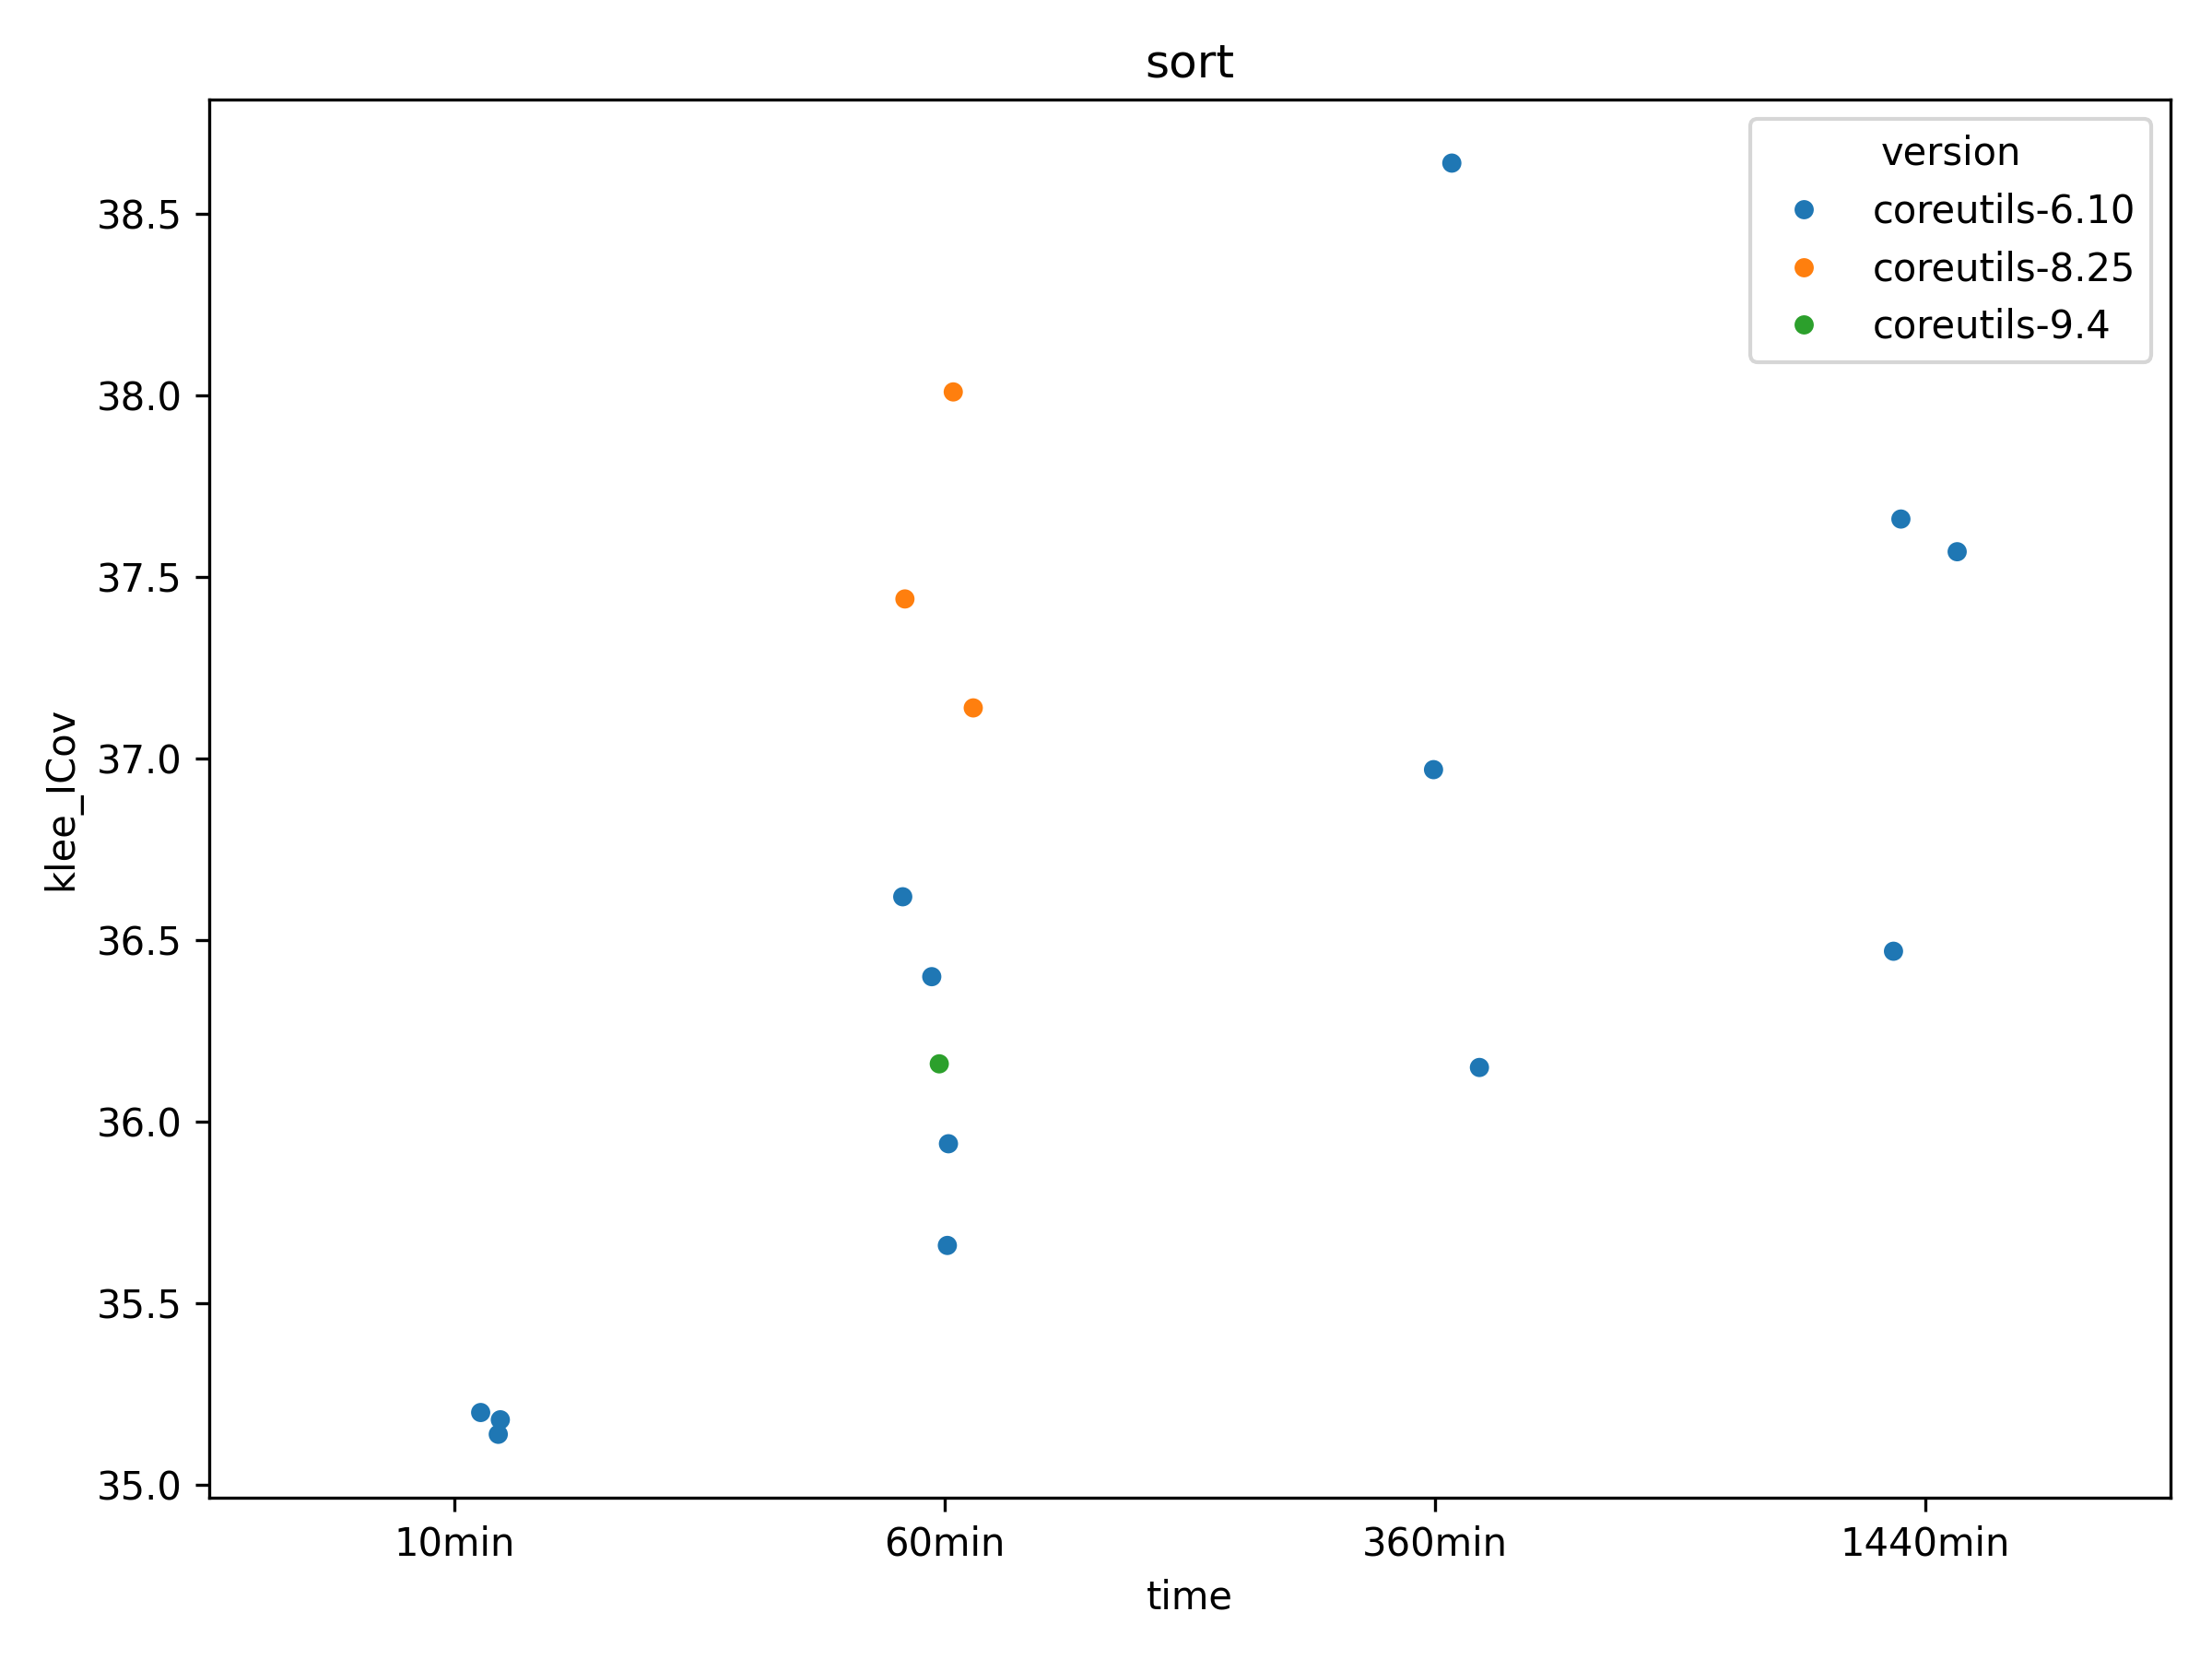 sort
version
coreutils-6.10
coreutils-8.25
coreutils-9.4
klee_ICov
38.5
38.0
37.5
37.0
36.5
36.0
35.5
35.0
10min
60min
360min
1440min
time